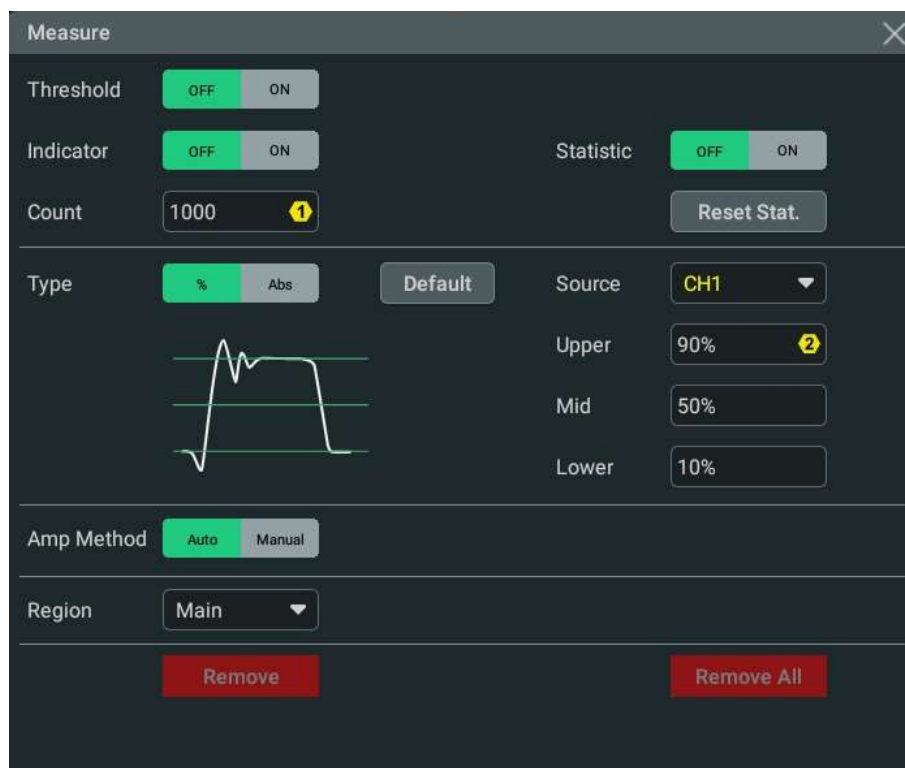 Measure
Threshold OFF ON
Indicator OFF ON Statistic OFF ON
Count 1000 1 Reset Stat.
Type % Abs Default Source CH1
Upper 90% 2
Mid 50%
Lower 10%
Amp Method Auto Manual
Region Main
Remove Remove All